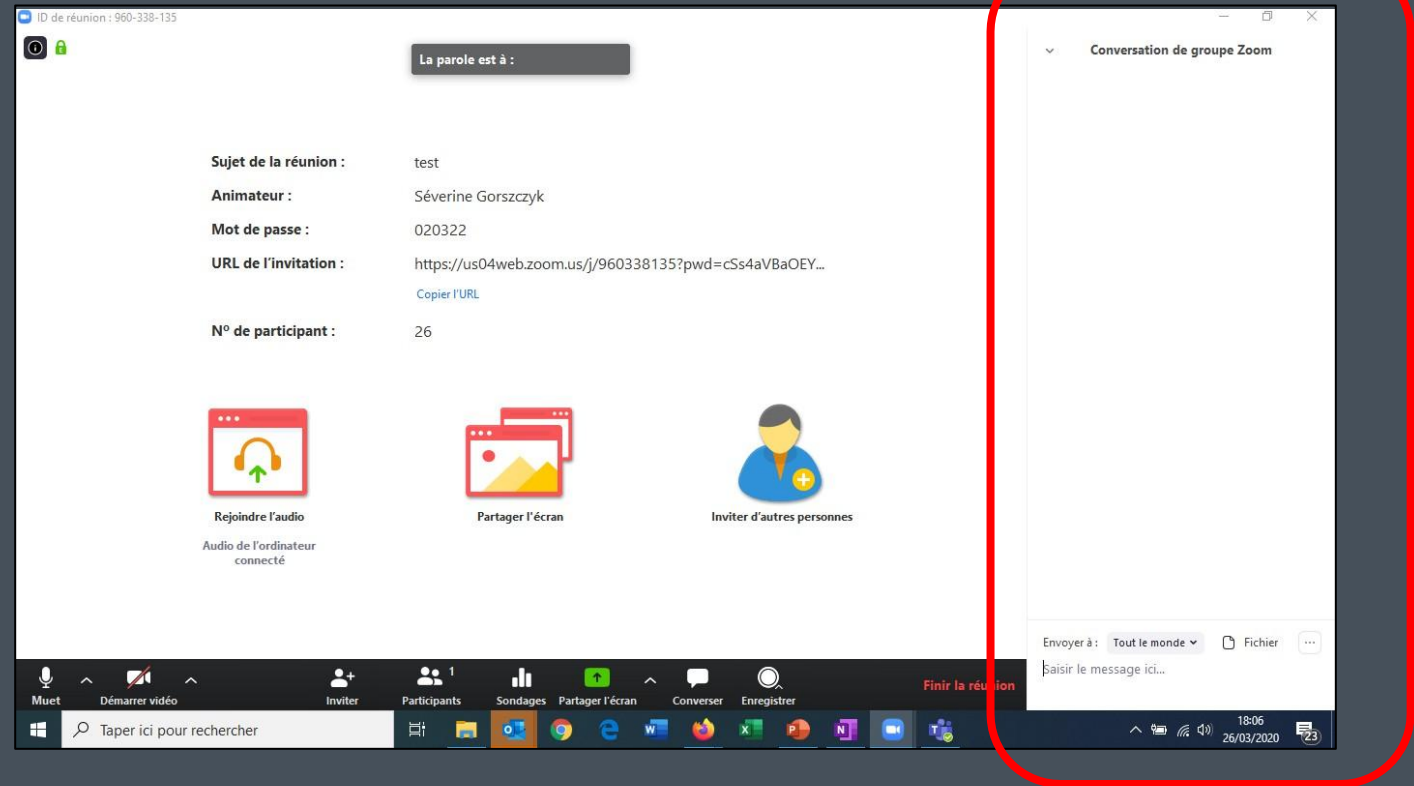 ID de réunion : 960-338-135
La parole est à :
Conversation de groupe Zoom
Sujet de la réunion : test
Animateur : Séverine Gorszczyk
Mot de passe : 020322
URL de l'invitation : https://us04web.zoom.us/j/960338135?pwd=cSs4aVBaOEY...
Copier l'URL
Nº de participant : 26
Rejoindre l'audio
Partager l'écran
Inviter d'autres personnes
Audio de l'ordinateur
connecté
Envoyer à : Tout le monde Fichier ...
Saisir le message ici...
1
Muet Démarrer vidéo Inviter Participants Sondages Partager l'écran Converser Enregistrer Finir la réunion
Taper ici pour rechercher
18:06
26/03/2020
23